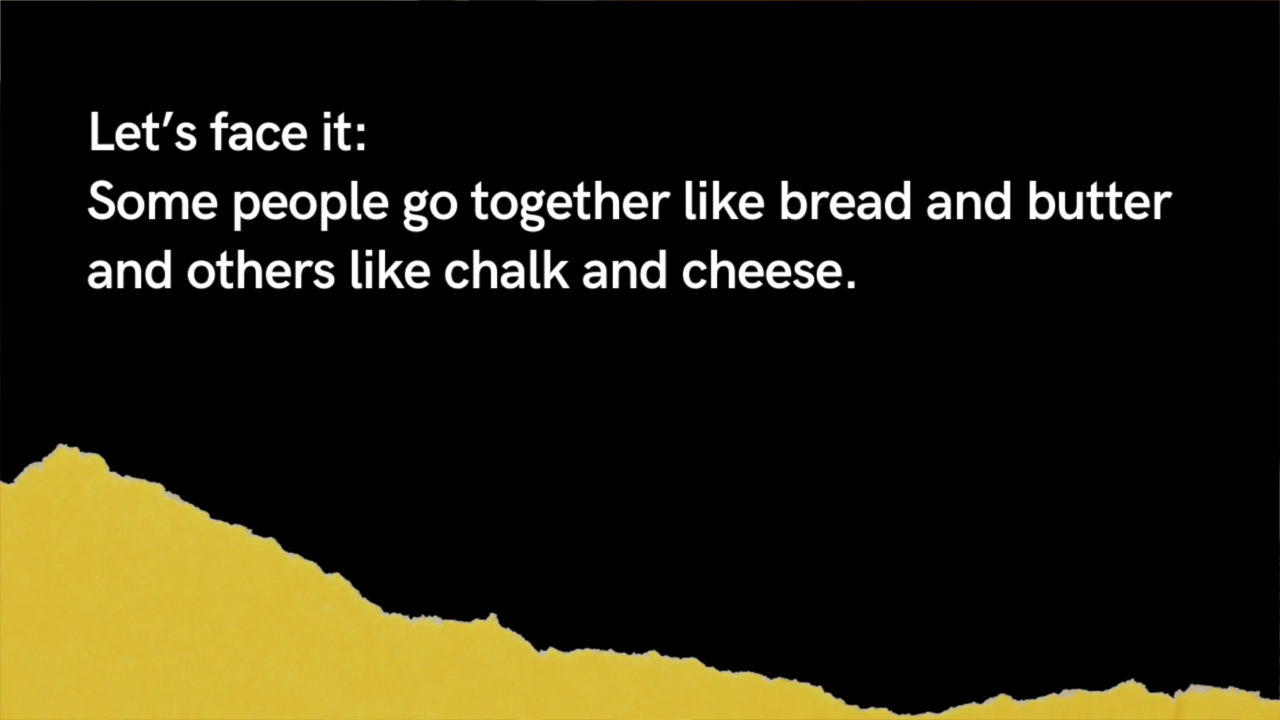 Let’s face it:
Some people go together like bread and butter
and others like chalk and cheese.